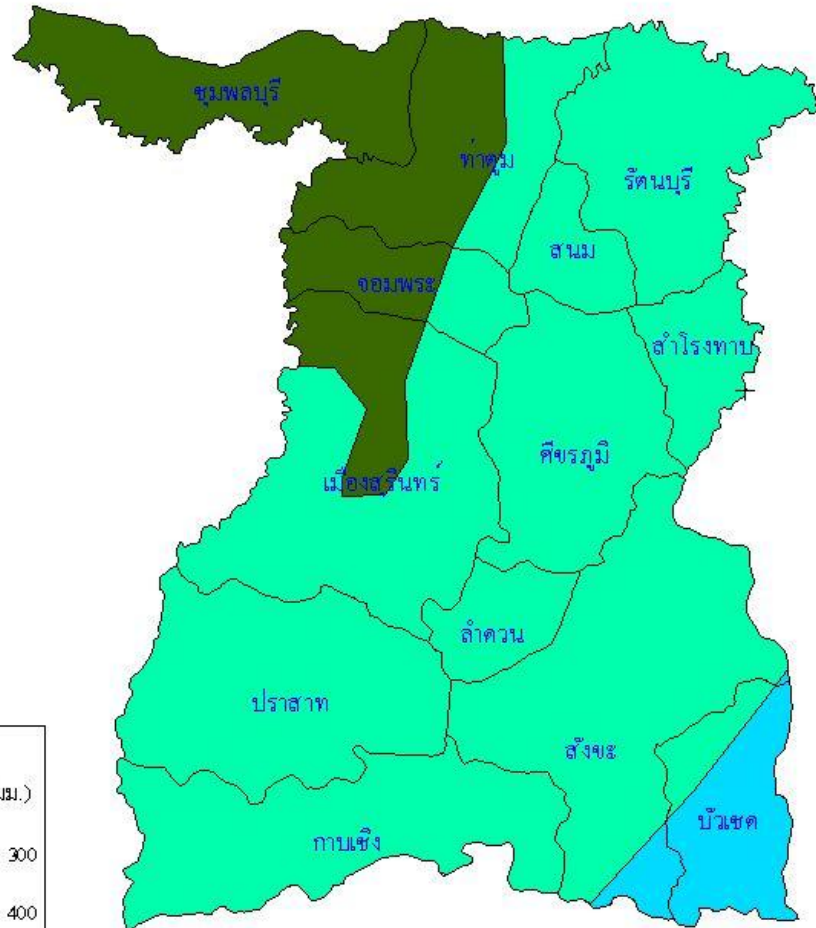 ชุมพลบุรี
ท่าตูม
รัตนบุรี
สนม
จอมพระ
สำโรงทาบ
ศีขรภูมิ
เมืองสุรินทร์
ลำดวน
ปราสาท
สังขะ
มม.)
บัวเชด
กาบเชิง
300
400